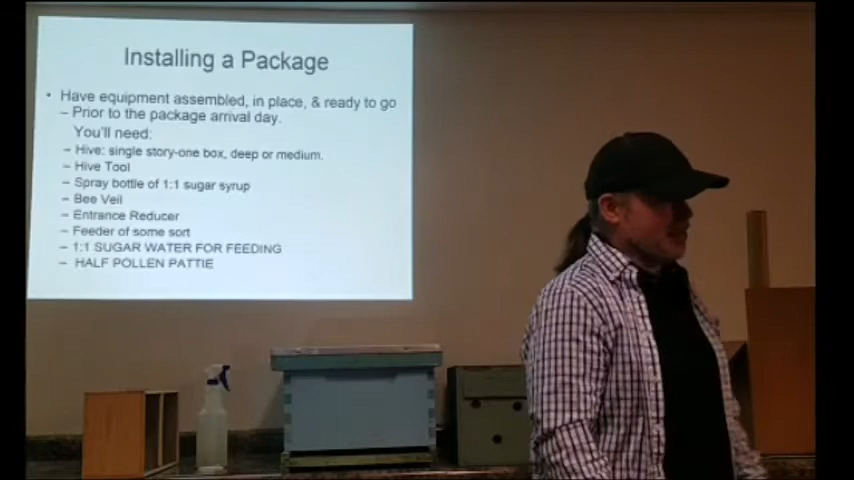 Installing a Package
• Have equipment assembled, in place, & ready to go
– Prior to the package arrival day.
You'll need:
– Hive: single story-one box, deep or medium.
– Hive Tool
– Spray bottle of 1:1 sugar syrup
– Bee Veil
– Entrance Reducer
– Feeder of some sort
– 1:1 SUGAR WATER FOR FEEDING
– HALF POLLEN PATTIE